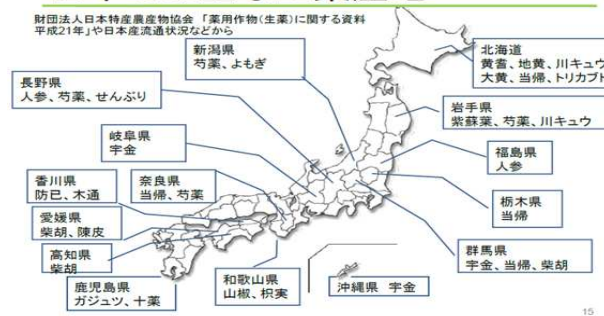 財団法人日本特産農産物協会 「薬用作物(生薬)に関する資料
平成21年」や日本産流通状況などから
新潟県
芍薬、よもぎ
北海道
黄耆、地黄、川キュウ
大黄、当帰、トリカブト
長野県
人参、芍薬、せんぶり
岩手県
紫蘇葉、芍薬、川キュウ
岐阜県
宇金
福島県
人参
香川県
防已、木通
奈良県
当帰、芍薬
栃木県
当帰
愛媛県
柴胡、陳皮
高知県
柴胡
群馬県
宇金、当帰、柴胡
鹿児島県
ガジュツ、十薬
和歌山県
山椒、枳実
沖縄県 宇金
15